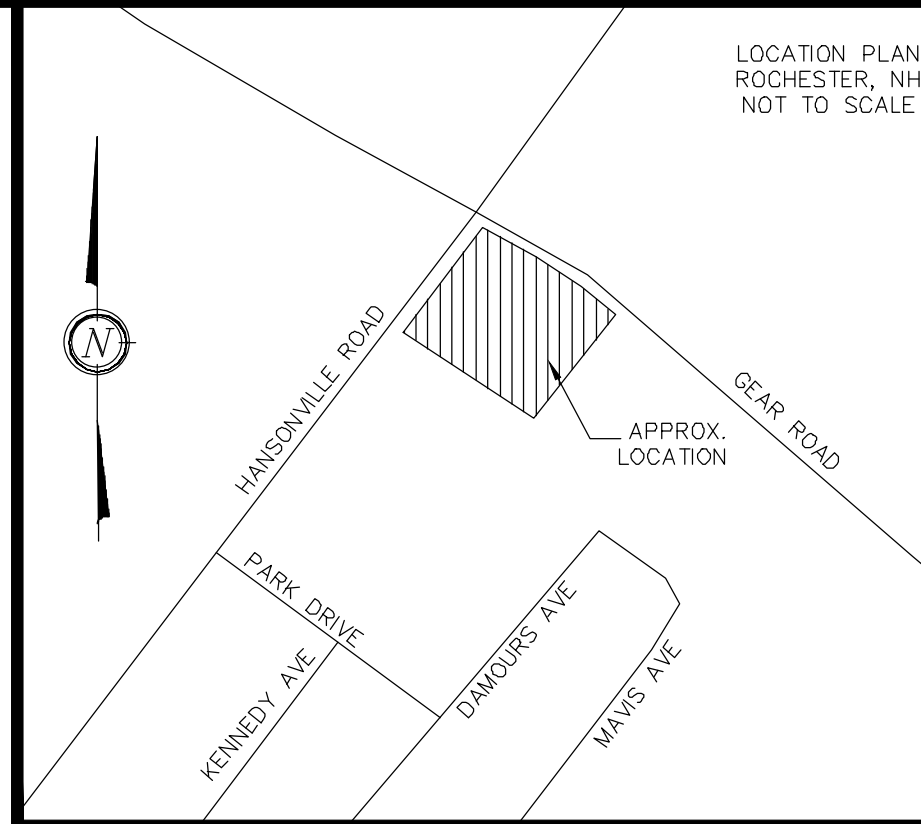 LOCATION PLAN
ROCHESTER, NH
NOT TO SCALE
N
HANSONVILLE ROAD
GEAR ROAD
APPROX.
LOCATION
PARK DRIVE
KENNEDY AVE
DAMOURS AVE
MAVIS AVE